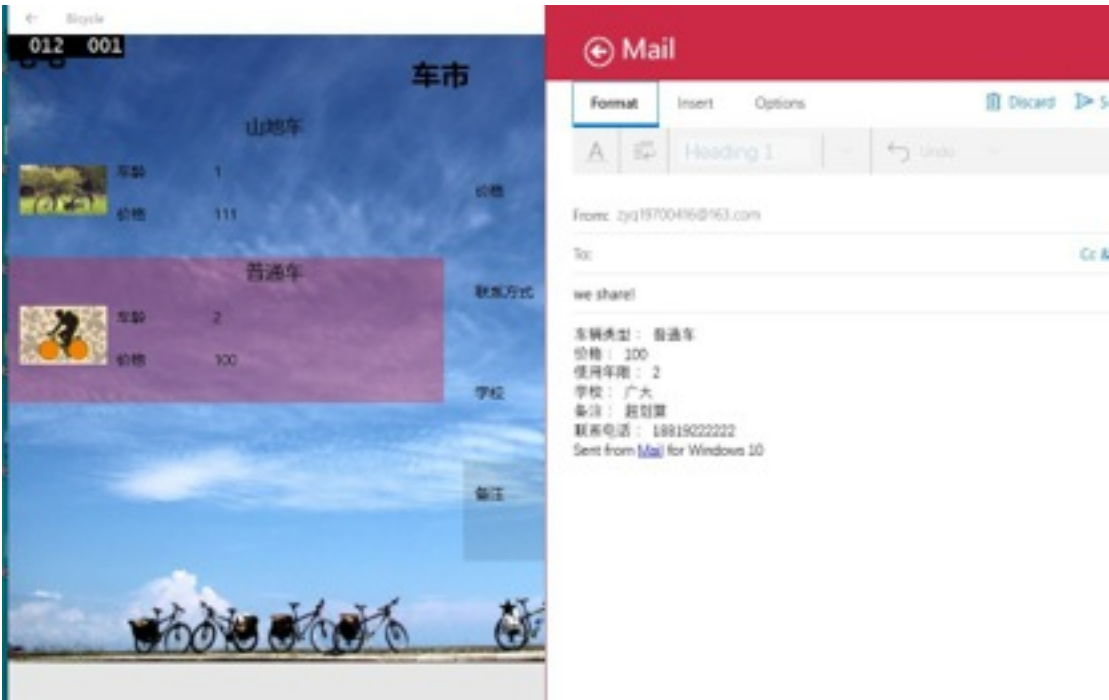 Bicycle
012 001
车市
山地车
车龄 1
价格 111
价格
普通车
联系方式
车龄 2
价格 100
学校
备注
Mail
Format Insert Options Discard
Heading 1 Undo
From: zyq19700416@163.com
To: Cc &
we share!
车辆类型： 普通车
价格： 100
使用年限： 2
学校： 广大
备注： 超划算
联系电话： 18819222222
Sent from Mail for Windows 10